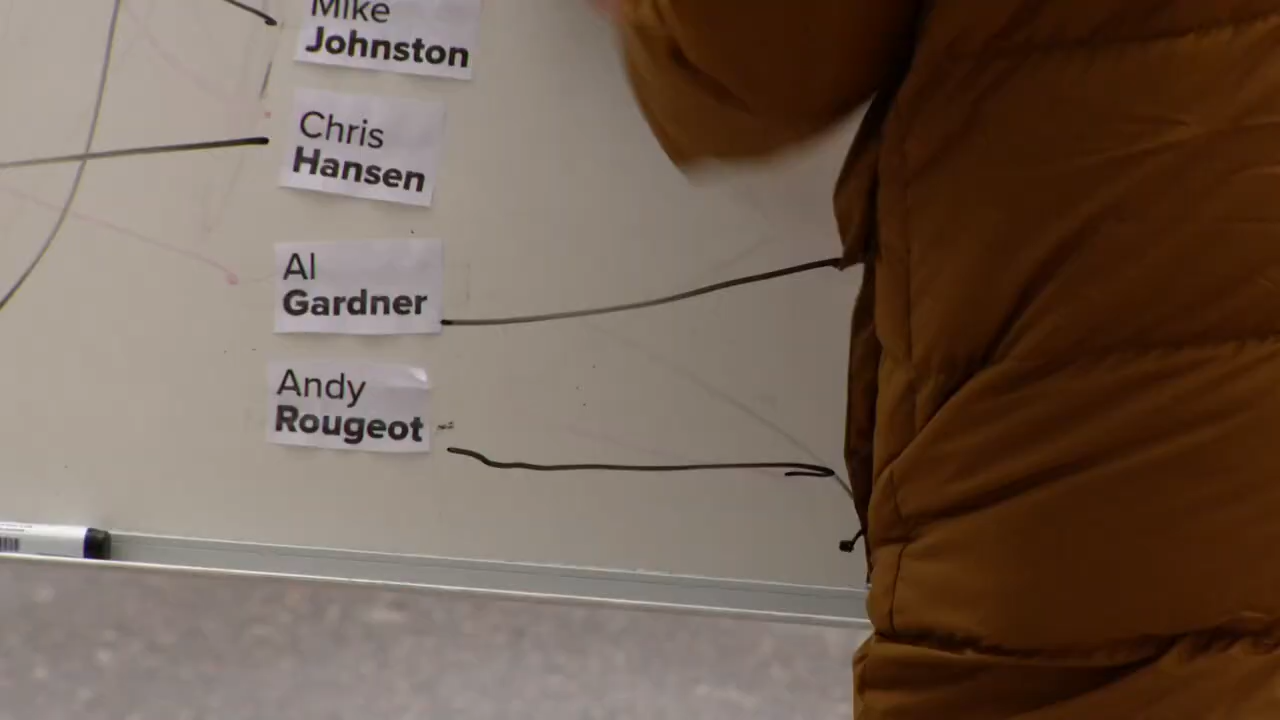 Mike
Johnston
Chris
Hansen
Al
Gardner
Andy
Rougeot